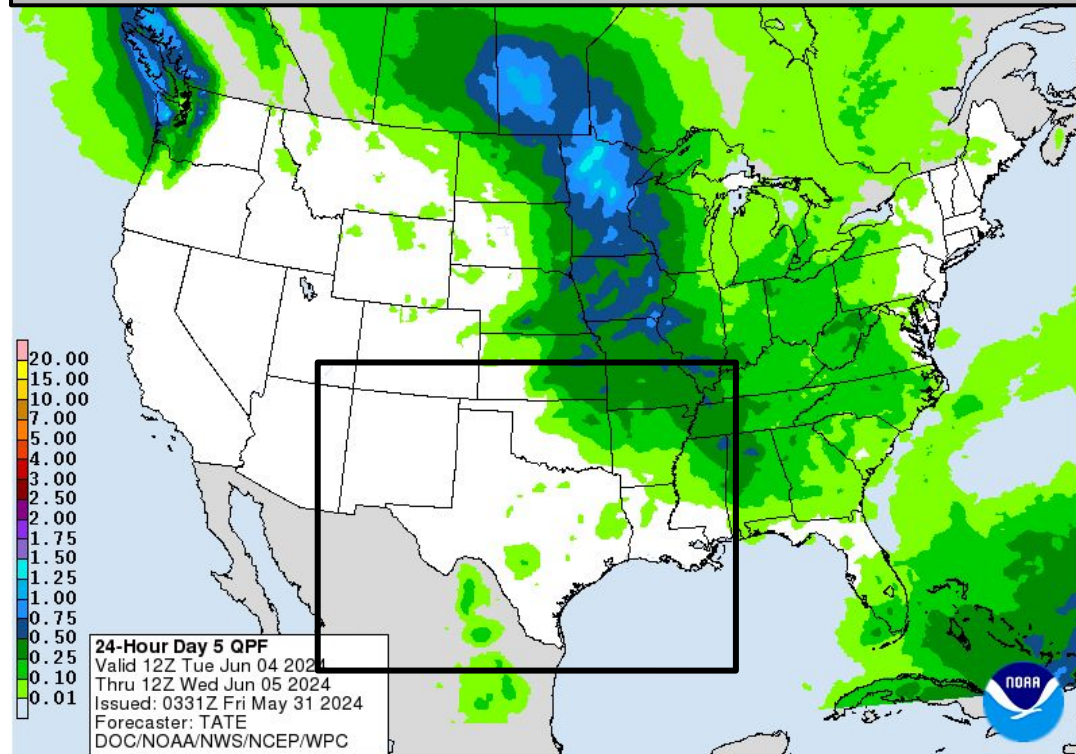 20.00
15.00
10.00
7.00
5.00
4.00
3.00
2.50
2.00
1.75
1.50
1.25
1.00
0.75
0.50
0.25
0.10
0.01
24-Hour Day 5 QPF
Valid 12Z Tue Jun 04 2024
Thru 12Z Wed Jun 05 2024
Issued: 0331Z Fri May 31 2024
Forecaster: TATE
DOC/NOAA/NWS/NCEP/WPC
NOAA